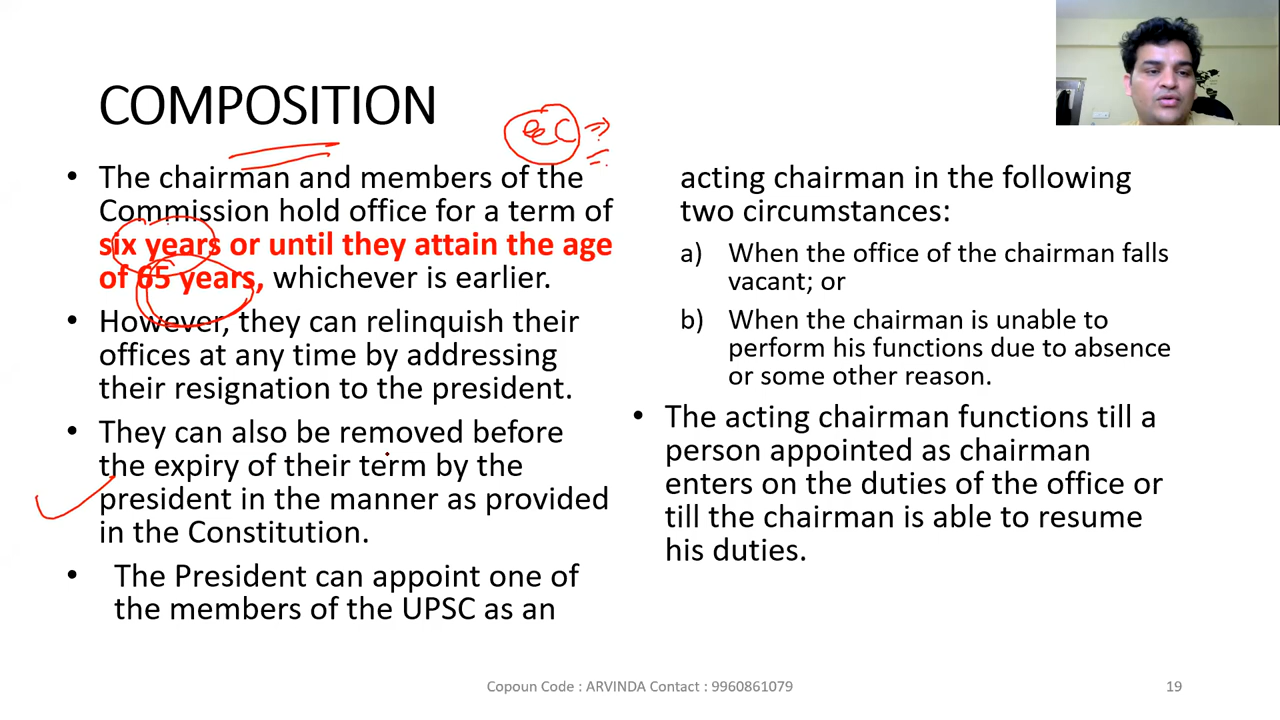 COMPOSITION
• The chairman and members of the
Commission hold office for a term of
six years or until they attain the age
of 65 years, whichever is earlier.
• However, they can relinquish their
offices at any time by addressing
their resignation to the president.
• They can also be removed before
the expiry of their term by the
president in the manner as provided
in the Constitution.
• The President can appoint one of
the members of the UPSC as an
acting chairman in the following
two circumstances:
a) When the office of the chairman falls
vacant; or
b) When the chairman is unable to
perform his functions due to absence
or some other reason.
• The acting chairman functions till a
person appointed as chairman
enters on the duties of the office or
till the chairman is able to resume
his duties.
Copoun Code : ARVINDA Contact : 9960861079
19